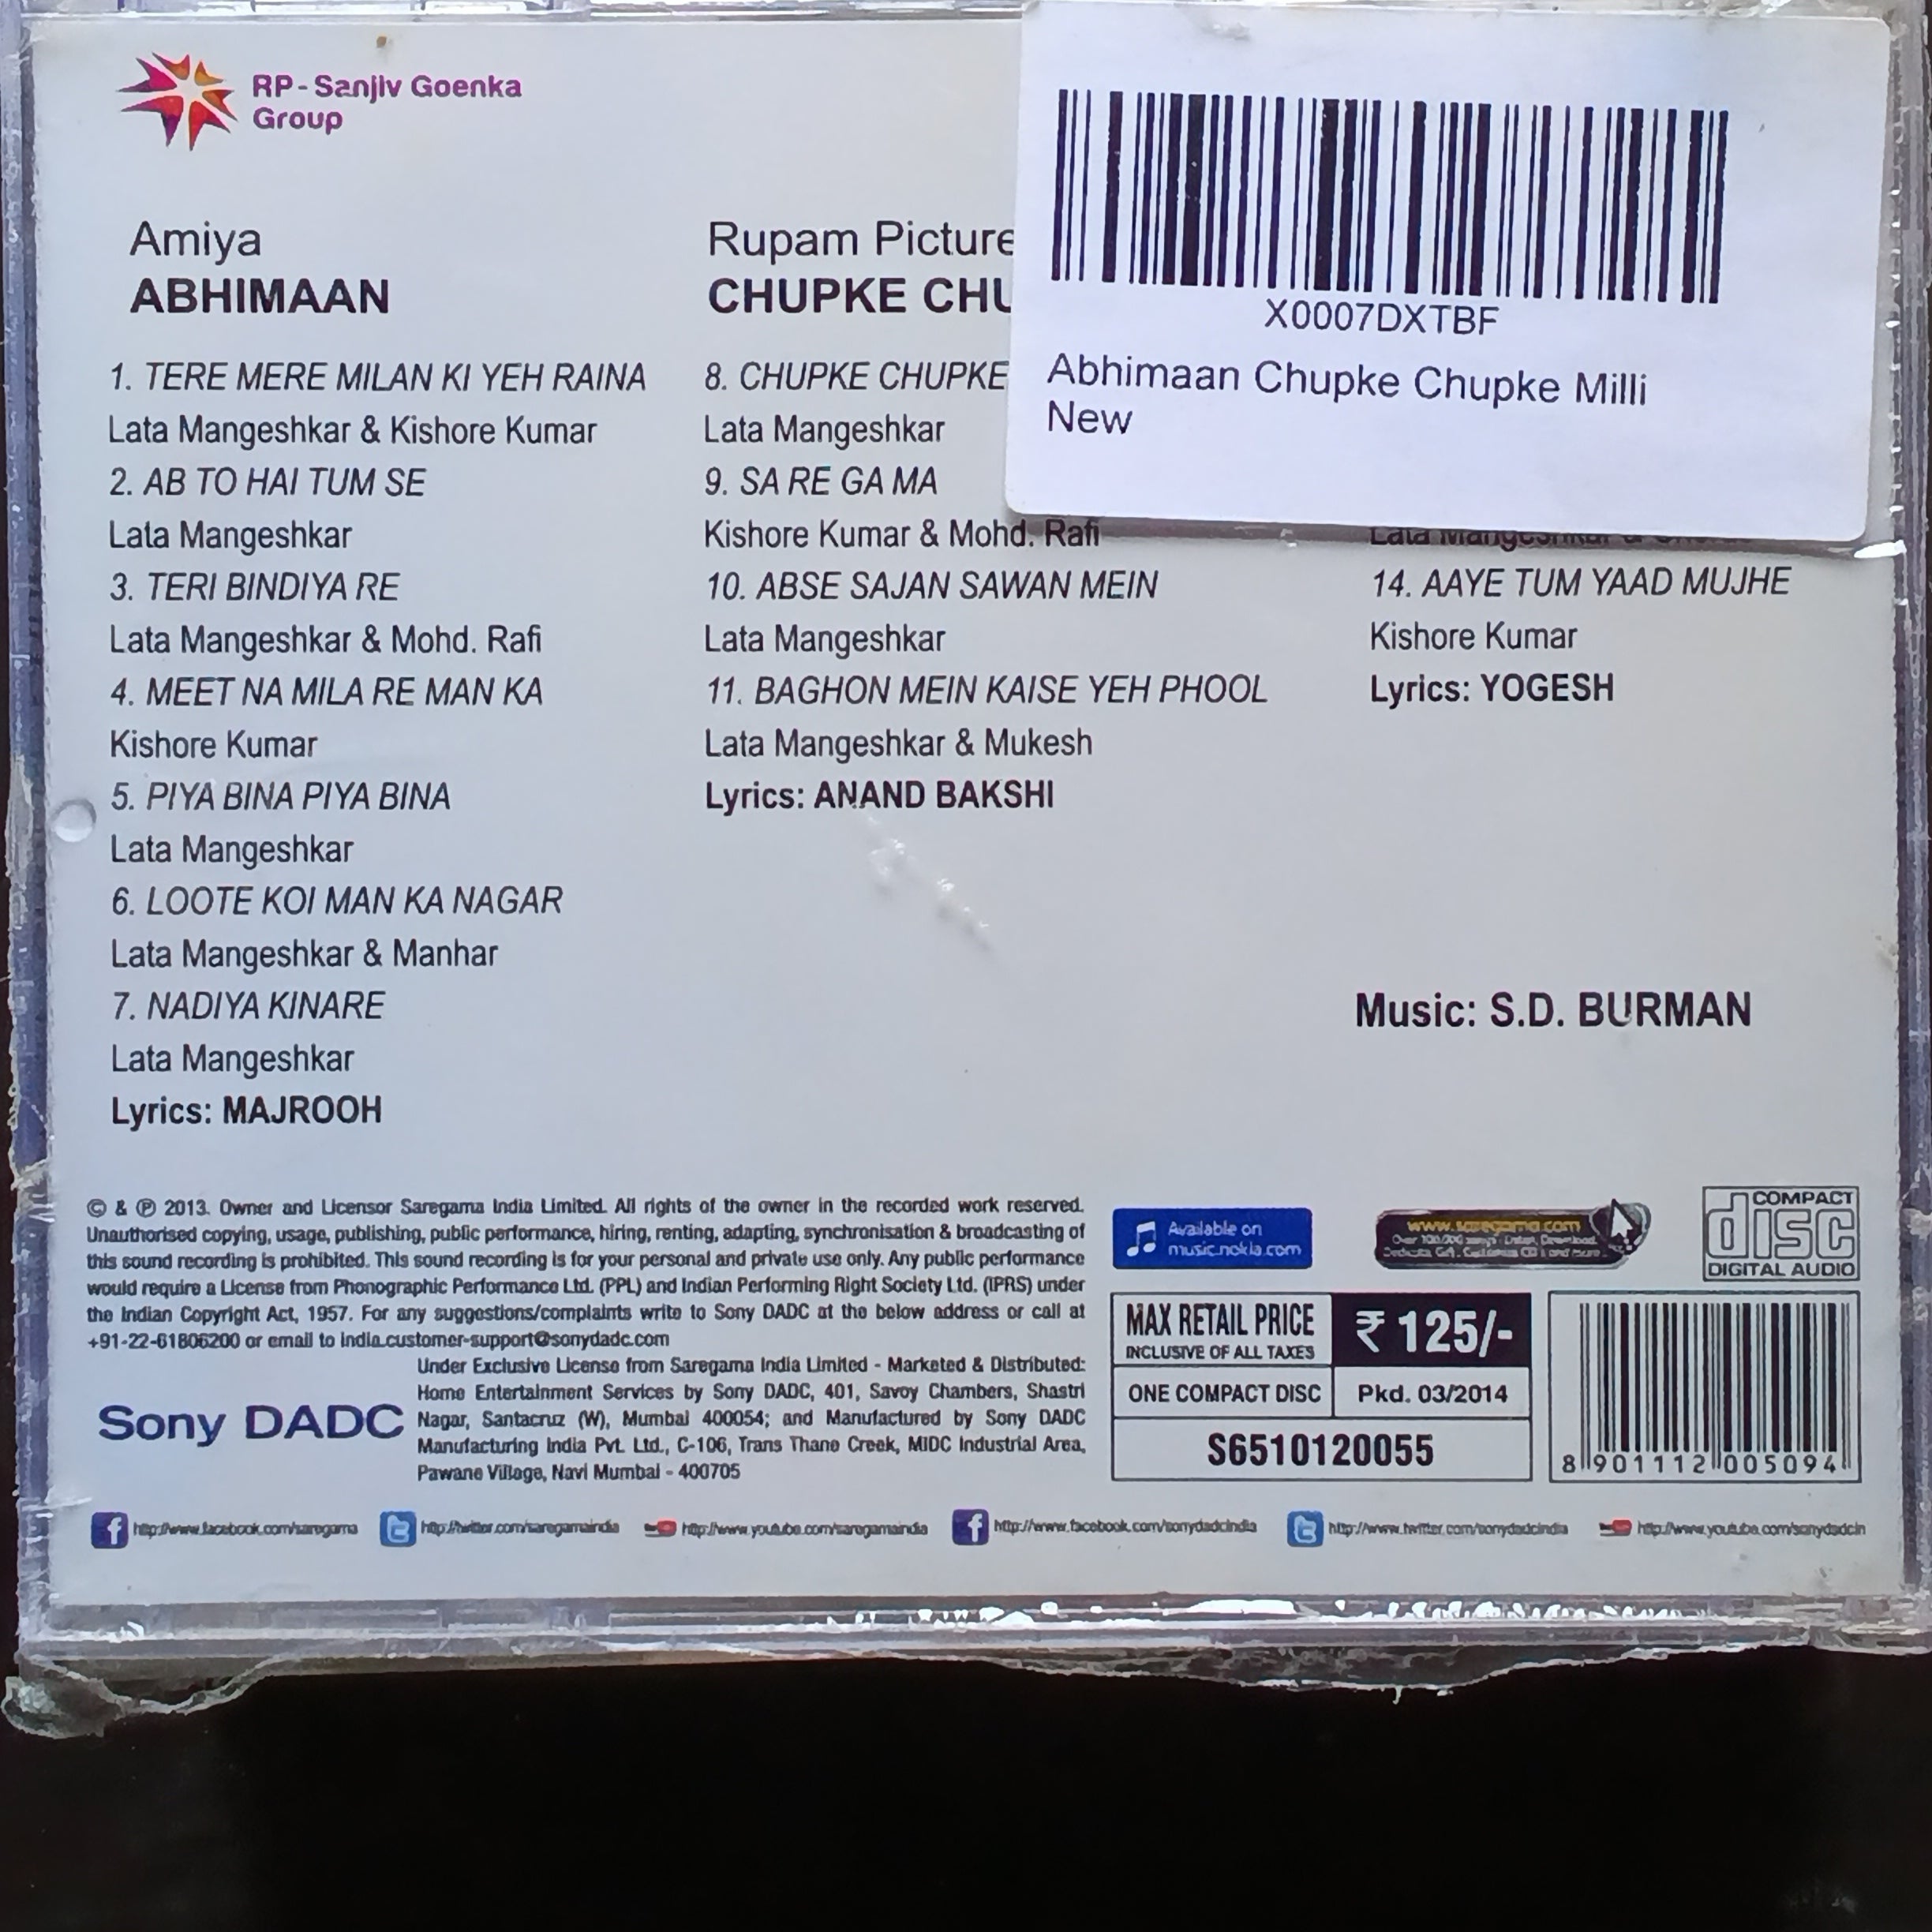 RP-Sanjiv Goenka
Group
Amiya
ABHIMAAN
1. TERE MERE MILAN KI YEH RAINA
Lata Mangeshkar & Kishore Kumar
2. AB TO HAI TUM SE
Lata Mangeshkar
3. TERI BINDIYA RE
Lata Mangeshkar & Mohd. Rafi
4. MEET NA MILA RE MAN KA
Kishore Kumar
5. PIYA BINA PIYA BINA
Lata Mangeshkar
6. LOOTE KOI MAN KA NAGAR
Lata Mangeshkar & Manhar
7. NADIYA KINARE
Lata Mangeshkar
Lyrics: MAJROOH
Rupam Picture
CHUPKE CHU
8. CHUPKE CHUPKE
Lata Mangeshkar
9. SA RE GA MA
Kishore Kumar & Mohd. Rafi
10. ABSE SAJAN SAWAN MEIN
Lata Mangeshkar
11. BAGHON MEIN KAISE YEH PHOOL
Lata Mangeshkar & Mukesh
Lyrics: ANAND BAKSHI
X0007DXTBF
Abhimaan Chupke Chupke Milli
New
Lata Mangeshkar &
14. AAYE TUM YAAD MUJHE
Kishore Kumar
Lyrics: YOGESH
Music: S.D. BURMAN
© & ℗ 2013. Owner and Licensor Saregama India Limited. All rights of the owner in the recorded work reserved.
Unauthorised copying, usage, publishing, public performance, hiring, renting, adapting, synchronisation & broadcasting of
this sound recording is prohibited. This sound recording is for your personal and private use only. Any public performance
would require a License from Phonographic Performance Ltd. (PPL) and Indian Performing Right Society Ltd. (IPRS) under
the Indian Copyright Act, 1957. For any suggestions/complaints write to Sony DADC at the below address or call at
+91-22-61806200 or email to india.customer-support@sonydadc.com
Sony DADC
Under Exclusive License from Saregama India Limited - Marketed & Distributed:
Home Entertainment Services by Sony DADC, 401, Savoy Chambers, Shastri
Nagar, Santacruz (W), Mumbai 400054; and Manufactured by Sony DADC
Manufacturing India Pvt. Ltd., C-106, Trans Thane Creek, MIDC Industrial Area,
Pawane Village, Navi Mumbai - 400705
Available on
music.nokia.com
www.saregama.com
COMPACT
disc
DIGITAL AUDIO
MAX RETAIL PRICE
INCLUSIVE OF ALL TAXES
₹ 125/-
ONE COMPACT DISC
Pkd. 03/2014
S6510120055
8 901112 005094
http://www.facebook.com/saregama
http://twitter.com/saregamaindia
http://www.youtube.com/saregamaindia
http://www.facebook.com/sonydadcindia
http://www.twitter.com/sonydadcindia
http://www.youtube.com/sonydadcin